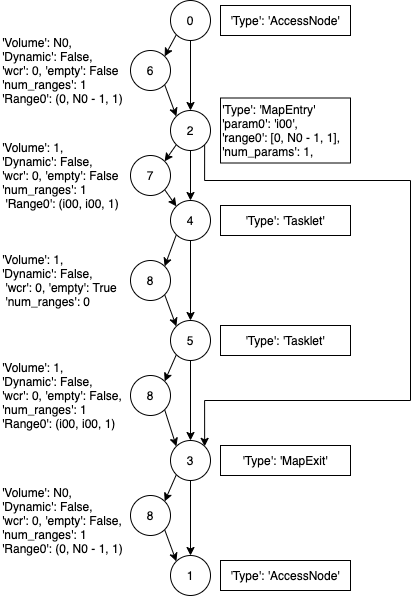 0
'Type': 'AccessNode'
'Volume': N0,
'Dynamic': False,
'wcr': 0, 'empty': False
'num_ranges': 1
'Range0': (0, N0 - 1, 1)
6
2
'Type': 'MapEntry'
'param0': 'i00',
'range0': [0, N0 - 1, 1],
'num_params': 1,
'Volume': 1,
'Dynamic': False,
'wcr': 0, 'empty': False,
'num_ranges': 1
'Range0': (i00, i00, 1)
7
4
'Type': 'Tasklet'
'Volume': 1,
'Dynamic': False,
'wcr': 0, 'empty': True
'num_ranges': 0
8
5
'Type': 'Tasklet'
'Volume': 1,
'Dynamic': False,
'wcr': 0, 'empty': False,
'num_ranges': 1
'Range0': (i00, i00, 1)
8
3
'Type': 'MapExit'
'Volume': N0,
'Dynamic': False,
'wcr': 0, 'empty': False,
'num_ranges': 1
'Range0': (0, N0 - 1, 1)
8
1
'Type': 'AccessNode'